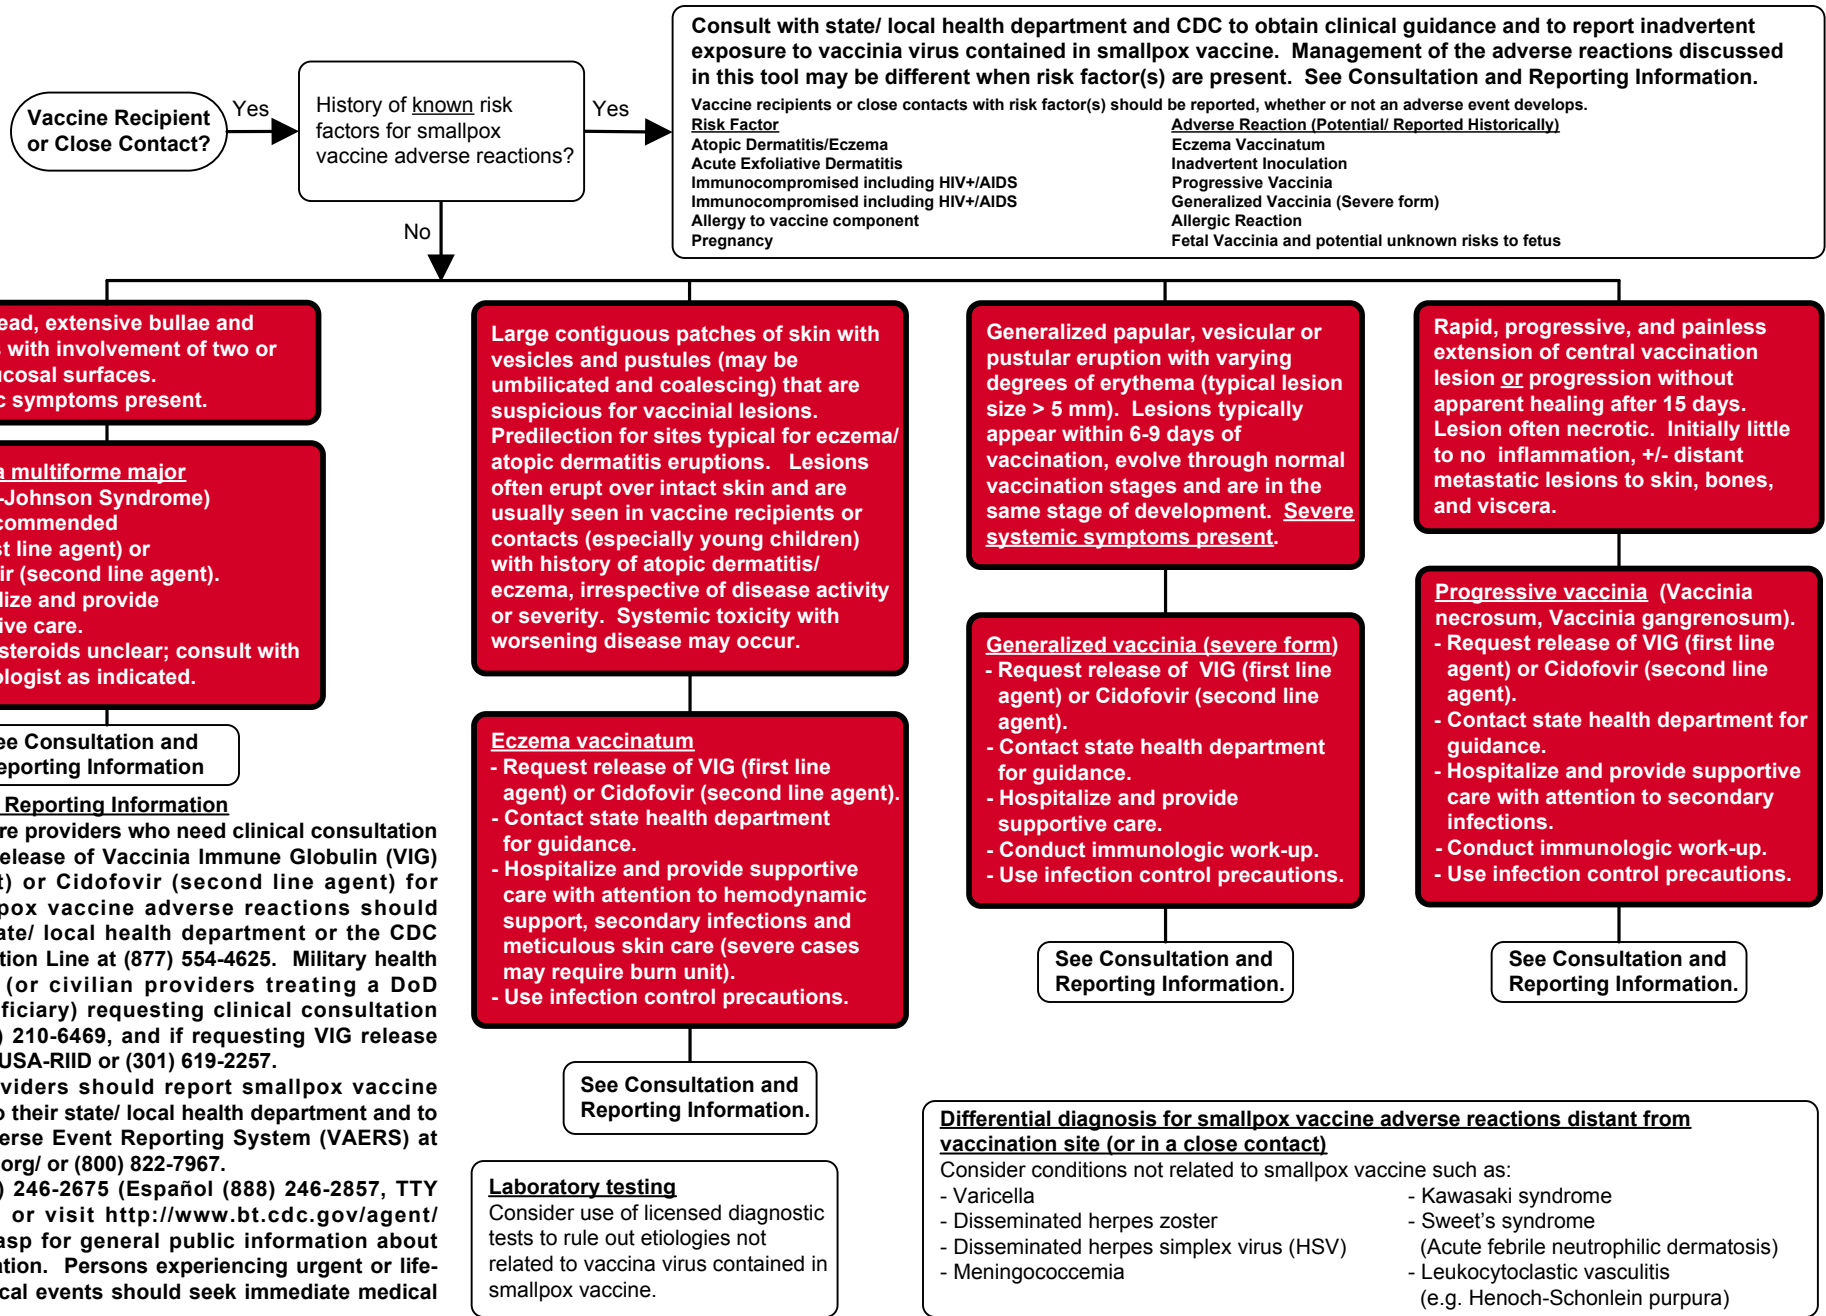 Vaccine Recipient
or Close Contact?
Yes
History of known risk
factors for smallpox
vaccine adverse reactions?
Yes
No
Consult with state/ local health department and CDC to obtain clinical guidance and to report inadvertent
exposure to vaccinia virus contained in smallpox vaccine.  Management of the adverse reactions discussed
in this tool may be different when risk factor(s) are present.  See Consultation and Reporting Information.
Vaccine recipients or close contacts with risk factor(s) should be reported, whether or not an adverse event develops.
Risk Factor
Adverse Reaction (Potential/ Reported Historically)
Atopic Dermatitis/Eczema
Eczema Vaccinatum
Acute Exfoliative Dermatitis
Inadvertent Inoculation
Immunocompromised including HIV+/AIDS
Progressive Vaccinia
Immunocompromised including HIV+/AIDS
Generalized Vaccinia (Severe form)
Allergy to vaccine component
Allergic Reaction
Pregnancy
Fetal Vaccinia and potential unknown risks to fetus
ead, extensive bullae and
s with involvement of two or
ucosal surfaces.
c symptoms present.
a multiforme major
-Johnson Syndrome)
commended
st line agent) or
ir (second line agent).
lize and provide
ive care.
steroids unclear; consult with
ologist as indicated.
ee Consultation and
eporting Information
Reporting Information
re providers who need clinical consultation
elease of Vaccinia Immune Globulin (VIG)
t) or Cidofovir (second line agent) for
pox vaccine adverse reactions should
ate/ local health department or the CDC
tion Line at (877) 554-4625.  Military health
(or civilian providers treating a DoD
ficiary) requesting clinical consultation
) 210-6469, and if requesting VIG release
USA-RIID or (301) 619-2257.
viders should report smallpox vaccine
o their state/ local health department and to
erse Event Reporting System (VAERS) at
org/ or (800) 822-7967.
) 246-2675 (Español (888) 246-2857, TTY
or visit http://www.bt.cdc.gov/agent/
asp for general public information about
ation.  Persons experiencing urgent or life-
cal events should seek immediate medical
Large contiguous patches of skin with
vesicles and pustules (may be
umbilicated and coalescing) that are
suspicious for vaccinial lesions.
Predilection for sites typical for eczema/
atopic dermatitis eruptions.   Lesions
often erupt over intact skin and are
usually seen in vaccine recipients or
contacts (especially young children)
with history of atopic dermatitis/
eczema, irrespective of disease activity
or severity.  Systemic toxicity with
worsening disease may occur.
Eczema vaccinatum
- Request release of VIG (first line
agent) or Cidofovir (second line agent).
- Contact state health department
for guidance.
- Hospitalize and provide supportive
care with attention to hemodynamic
support, secondary infections and
meticulous skin care (severe cases
may require burn unit).
- Use infection control precautions.
See Consultation and
Reporting Information.
Laboratory testing
Consider use of licensed diagnostic
tests to rule out etiologies not
related to vaccina virus contained in
smallpox vaccine.
Generalized papular, vesicular or
pustular eruption with varying
degrees of erythema (typical lesion
size > 5 mm).  Lesions typically
appear within 6-9 days of
vaccination, evolve through normal
vaccination stages and are in the
same stage of development.  Severe
systemic symptoms present.
Generalized vaccinia (severe form)
- Request release of  VIG (first line
agent) or Cidofovir (second line
agent).
- Contact state health department
for guidance.
- Hospitalize and provide
supportive care.
- Conduct immunologic work-up.
- Use infection control precautions.
See Consultation and
Reporting Information.
Rapid, progressive, and painless
extension of central vaccination
lesion or progression without
apparent healing after 15 days.
Lesion often necrotic.  Initially little
to no  inflammation, +/- distant
metastatic lesions to skin, bones,
and viscera.
Progressive vaccinia  (Vaccinia
necrosum, Vaccinia gangrenosum).
- Request release of VIG (first line
agent) or Cidofovir (second line
agent).
- Contact state health department for
guidance.
- Hospitalize and provide supportive
care with attention to secondary
infections.
- Conduct immunologic work-up.
- Use infection control precautions.
See Consultation and
Reporting Information.
Differential diagnosis for smallpox vaccine adverse reactions distant from
vaccination site (or in a close contact)
Consider conditions not related to smallpox vaccine such as:
- Varicella
- Disseminated herpes zoster
- Disseminated herpes simplex virus (HSV)
- Meningococcemia
- Kawasaki syndrome
- Sweet's syndrome
(Acute febrile neutrophilic dermatosis)
- Leukocytoclastic vasculitis
(e.g. Henoch-Schonlein purpura)